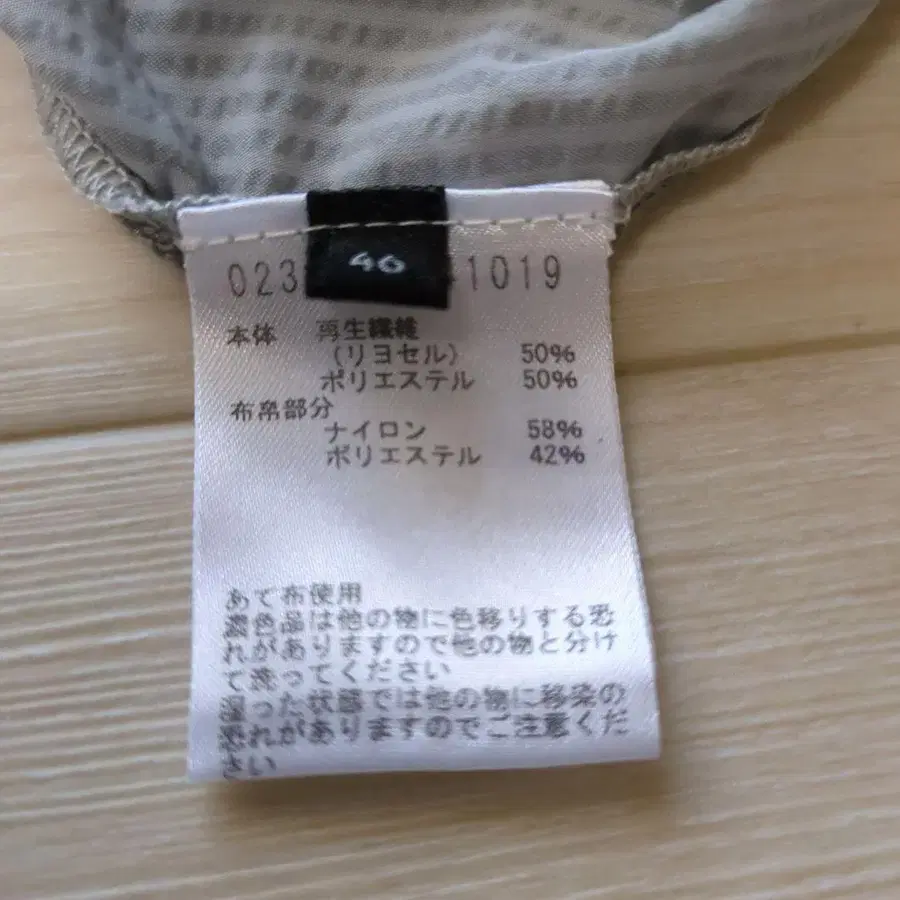 46
023 1019
本体 再生繊維
(リヨセル) 50%
ポリエステル 50%
布帛部分
ナイロン 58%
ポリエステル 42%
あて布使用
濃色品は他の物に色移りする恐
れがありますので他の物と分け
て洗ってください
湿った状態では他の物に移染の
恐れがありますのでご注意くだ
さい